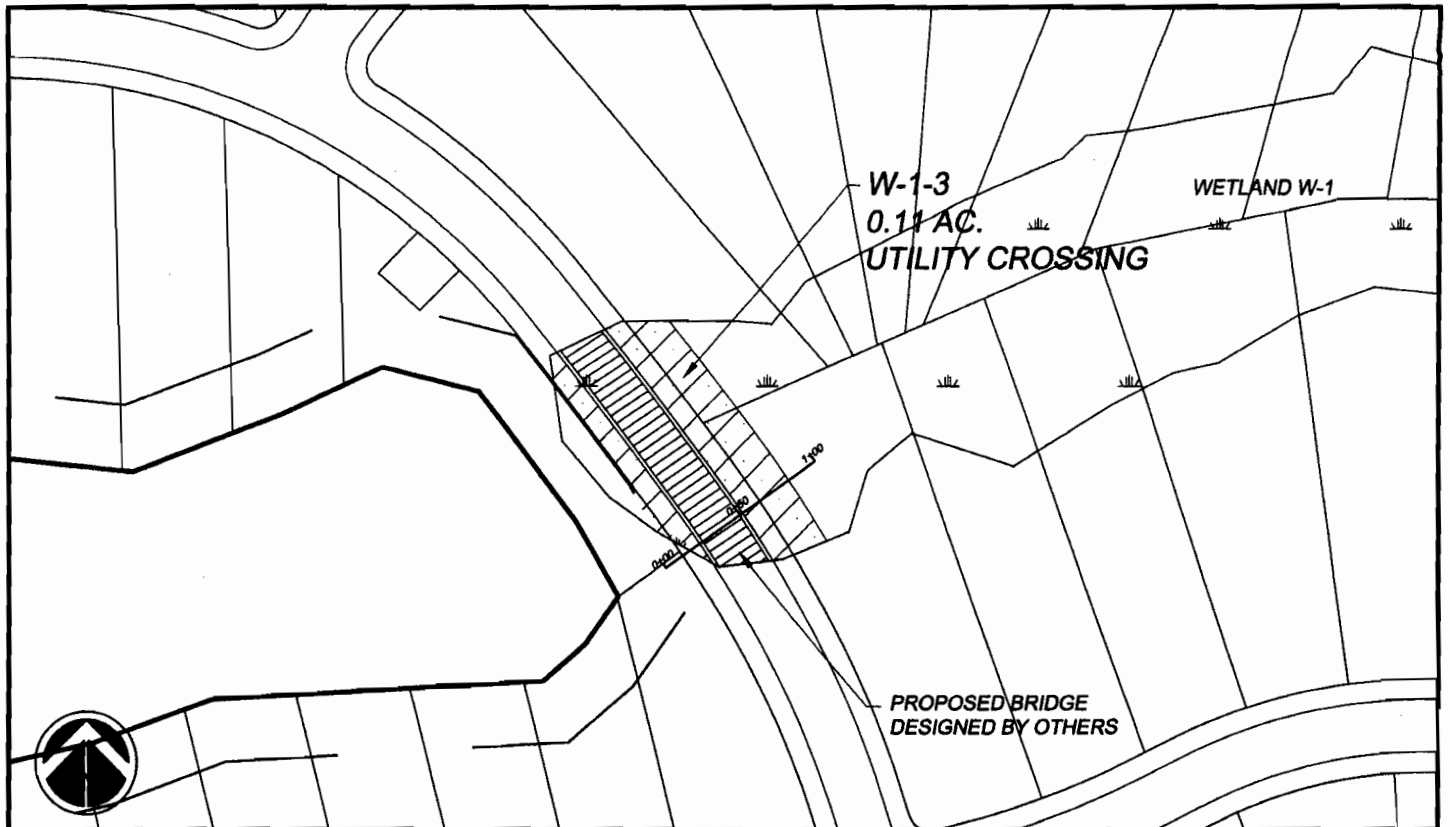 W-1-3
0.11 AC.
UTILITY CROSSING
WETLAND W-1
1+00
0+50
0+00
PROPOSED BRIDGE
DESIGNED BY OTHERS